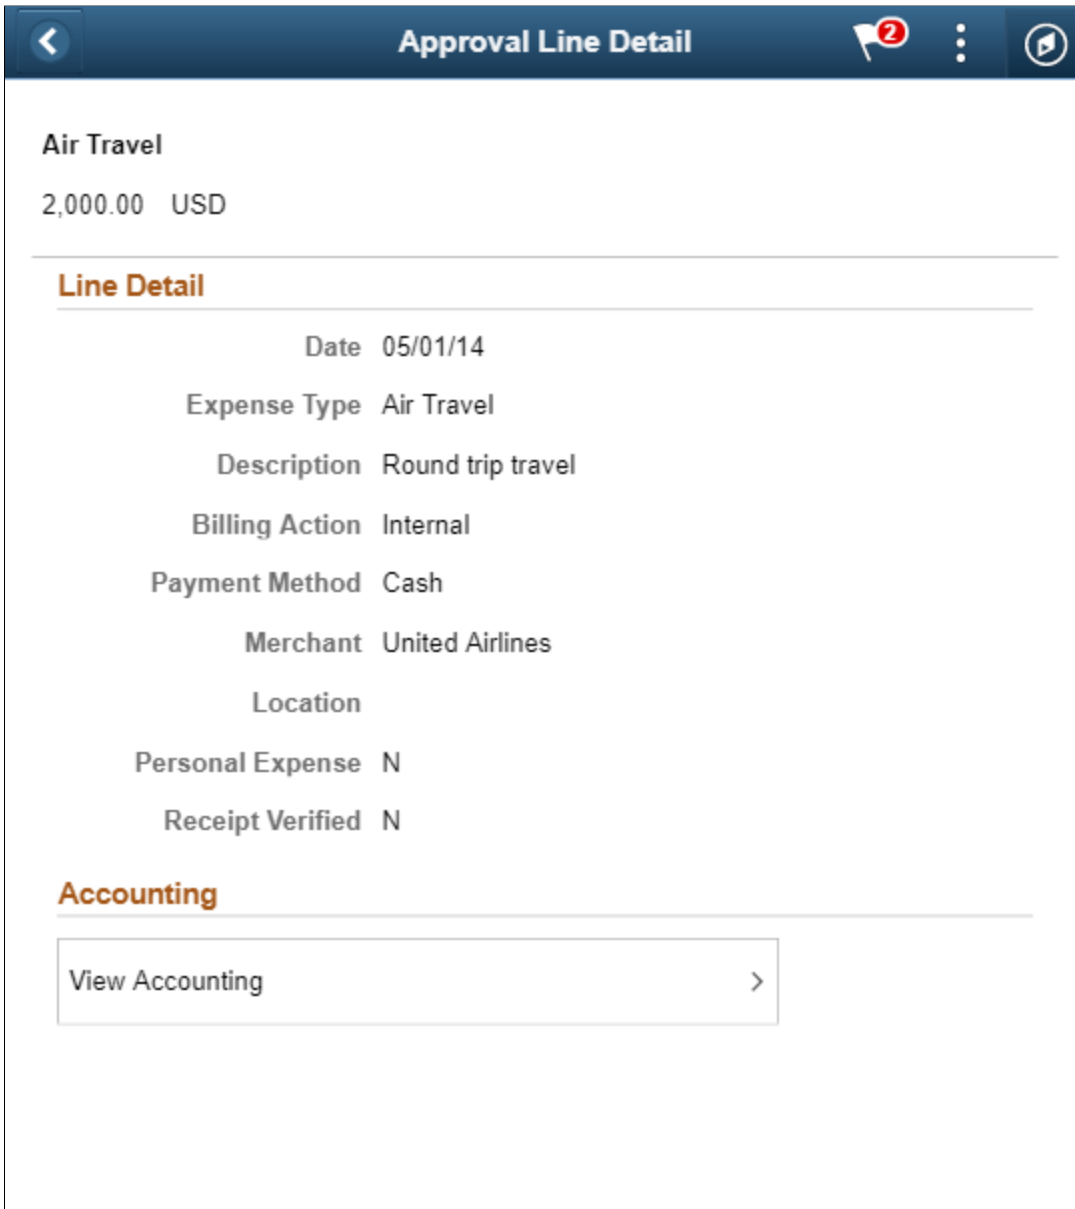 Approval Line Detail
2
Air Travel
2,000.00 USD
Line Detail
Date 05/01/14
Expense Type Air Travel
Description Round trip travel
Billing Action Internal
Payment Method Cash
Merchant United Airlines
Location
Personal Expense N
Receipt Verified N
Accounting
View Accounting